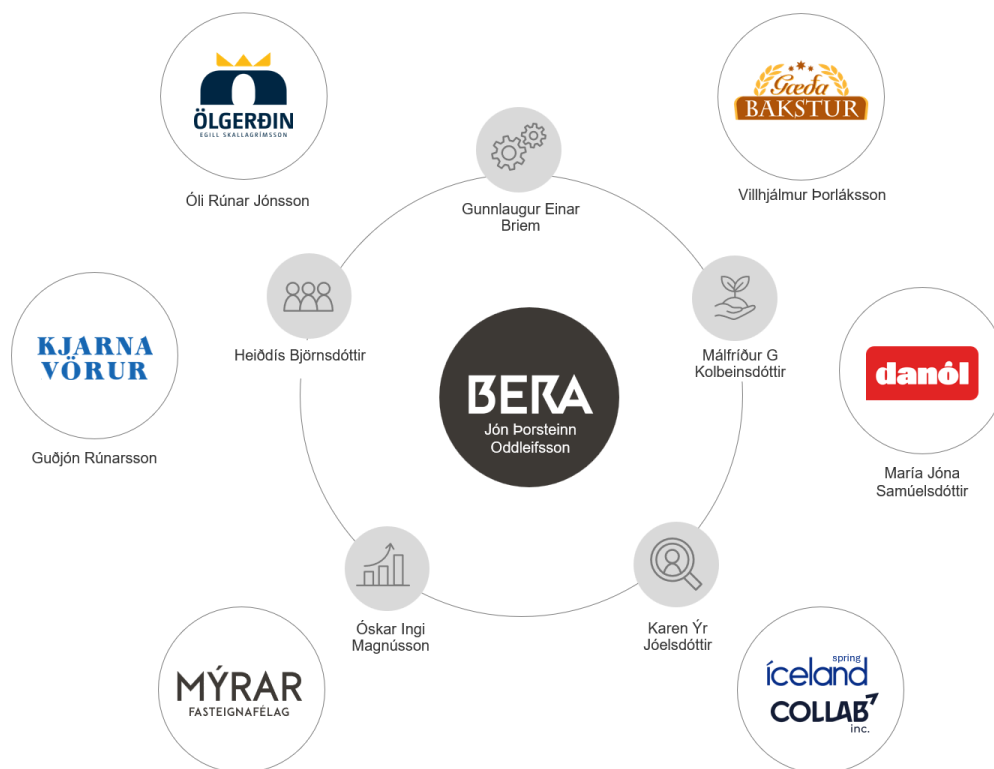 ÖLGERÐIN
EGILL SKALLAGRÍMSSON
Óli Rúnar Jónsson
Gæða
BAKSTUR
Villhjálmur Þorláksson
Gunnlaugur Einar
Briem
Heiðdís Björnsdóttir
Málfríður G
Kolbeinsdóttir
KJARNA
VÖRUR
Guðjón Rúnarsson
BERA
Jón Þorsteinn
Oddleifsson
danól
María Jóna
Samúelsdóttir
Óskar Ingi
Magnússon
Karen Ýr
Jóelsdóttir
MÝRAR
FASTEIGNAFÉLAG
spring
íceland
COLLAB
inc.